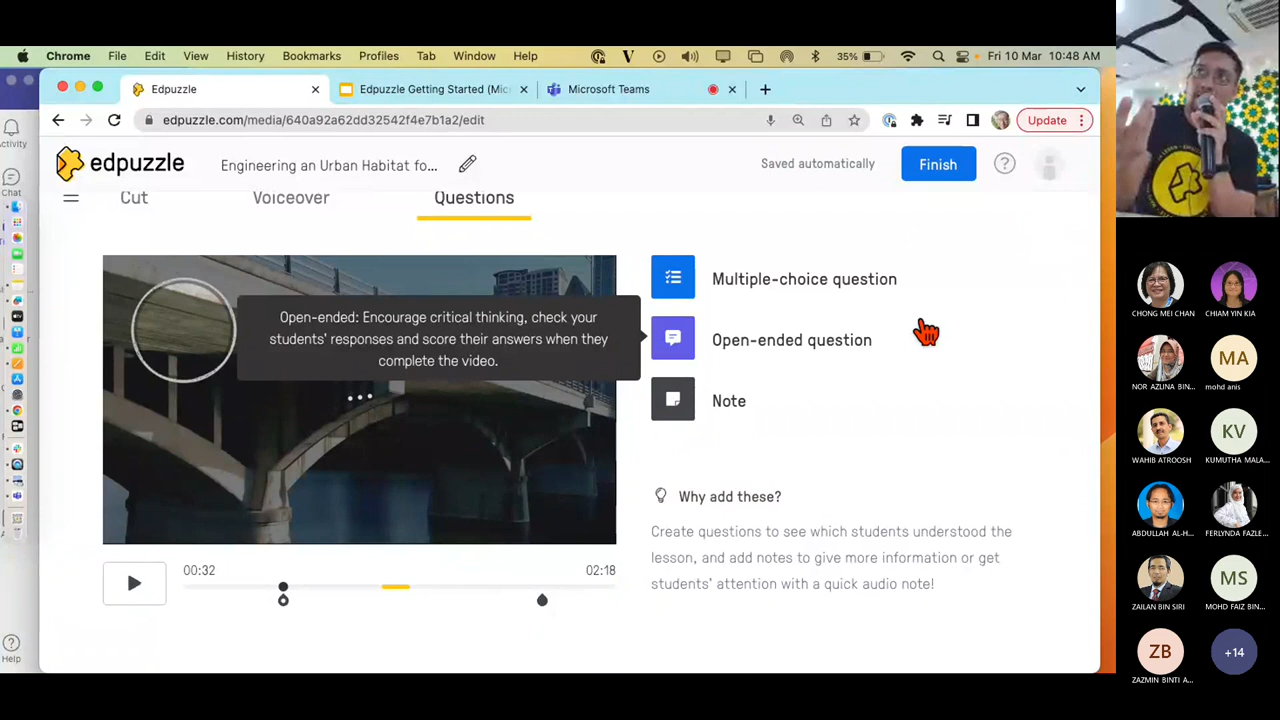 Chrome File Edit View History Bookmarks Profiles Tab Window Help V 35% Fri 10 Mar 10:48 AM
Edpuzzle
Edpuzzle Getting Started (Mic
Microsoft Teams
edpuzzle.com/media/640a92a62dd32542f4e7b1a2/edit
Update
Activity
Chat
Help
edpuzzle
Engineering an Urban Habitat fo...
Saved automatically
Finish
Cut
Voiceover
Questions
Open-ended: Encourage critical thinking, check your
students' responses and score their answers when they
complete the video.
Multiple-choice question
Open-ended question
Note
Why add these?
Create questions to see which students understood the
lesson, and add notes to give more information or get
students' attention with a quick audio note!
00:32
02:18
CHONG MEI CHAN
CHIAM YIN KIA
NOR AZLINA BIN...
MA
mohd anis
WAHIB ATROOSH
KV
KUMUTHA MALA...
ABDULLAH AL-H...
FERLYNDA FAZLE...
ZAILAN BIN SIRI
MS
MOHD FAIZ BIN...
ZB
ZAZMIN BINTI A...
+14